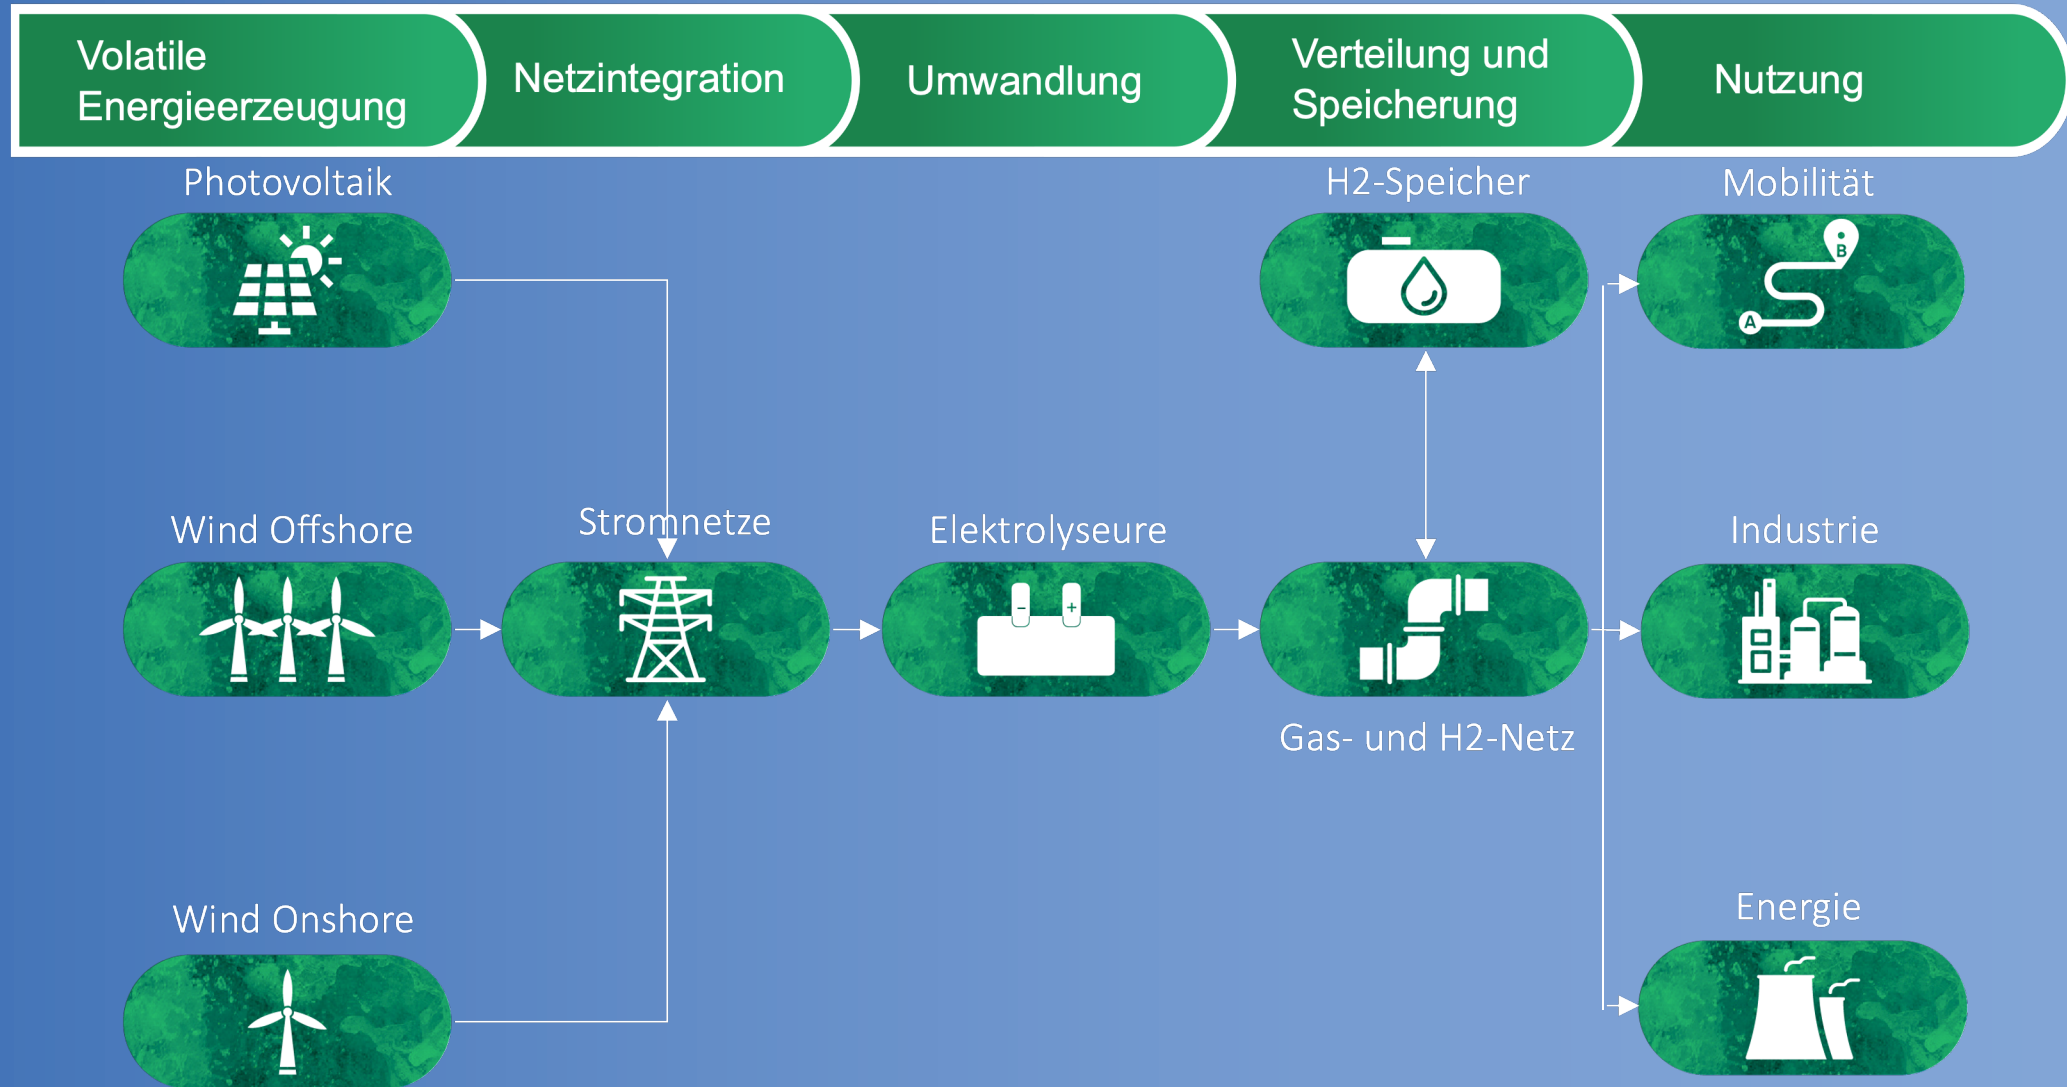 Volatile
Energieerzeugung
Netzintegration
Umwandlung
Verteilung und
Speicherung
Nutzung
Photovoltaik
H2-Speicher
Mobilität
B
A
Wind Offshore
Stromnetze
Elektrolyseure
Industrie
- +
Gas- und H2-Netz
Wind Onshore
Energie